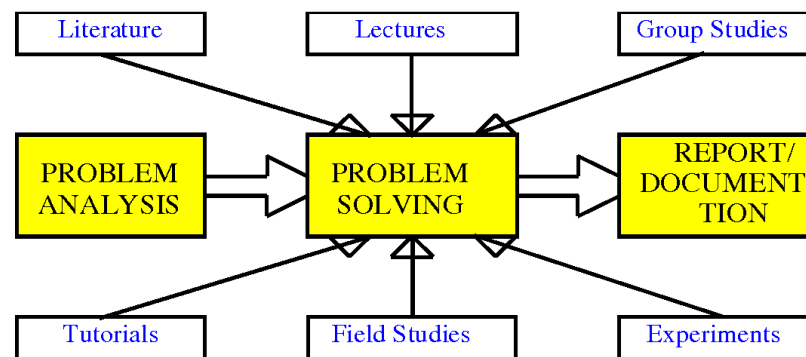 Literature
Lectures
Group Studies
PROBLEM
ANALYSIS
PROBLEM
SOLVING
REPORT/
DOCUMENT
TION
Tutorials
Field Studies
Experiments